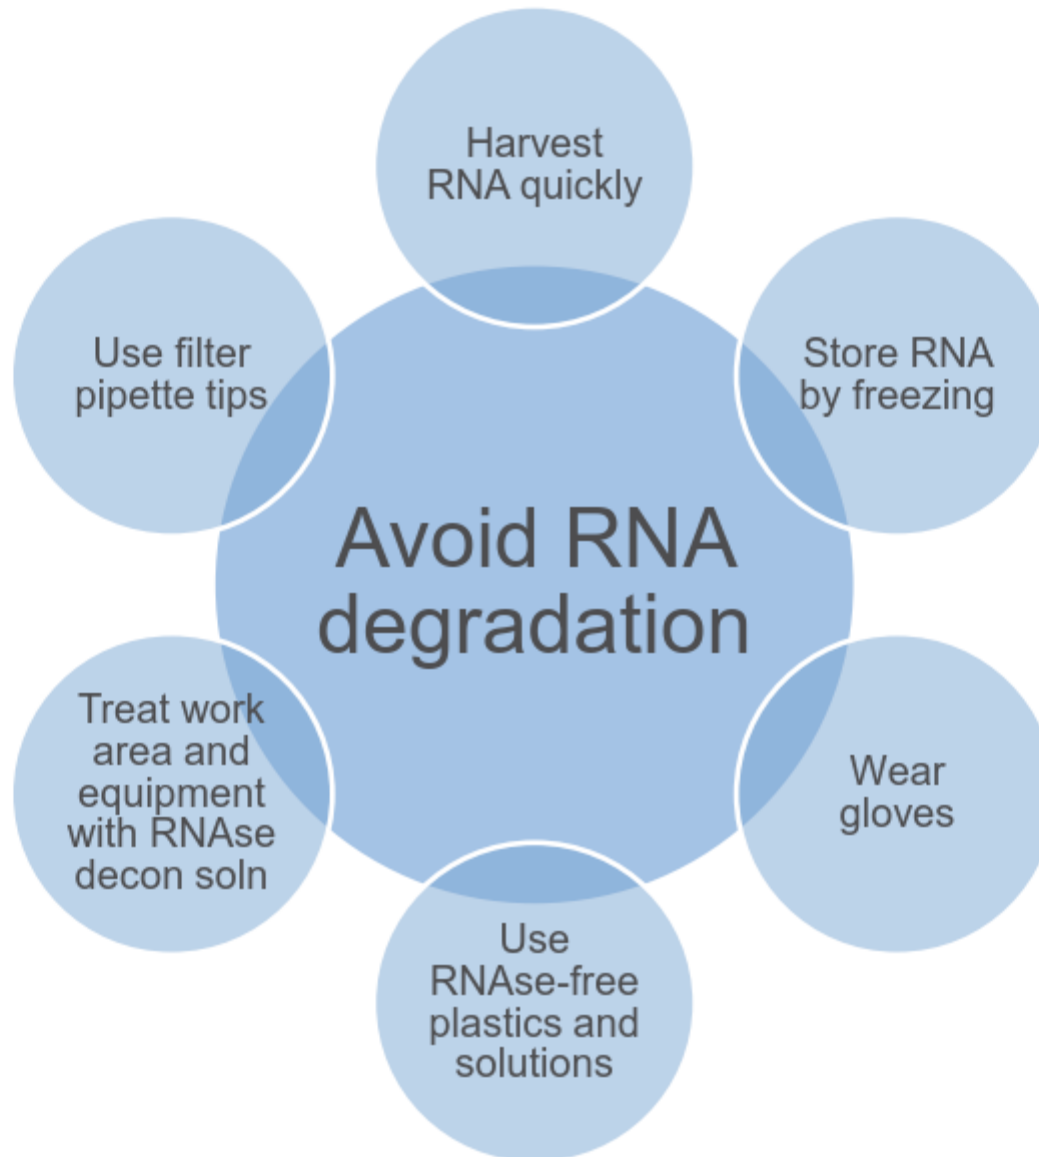 Harvest
RNA quickly
Use filter
pipette tips
Store RNA
by freezing
Avoid RNA
degradation
Treat work
area and
equipment
with RNAse
decon soln
Wear
gloves
Use
RNAse-free
plastics and
solutions